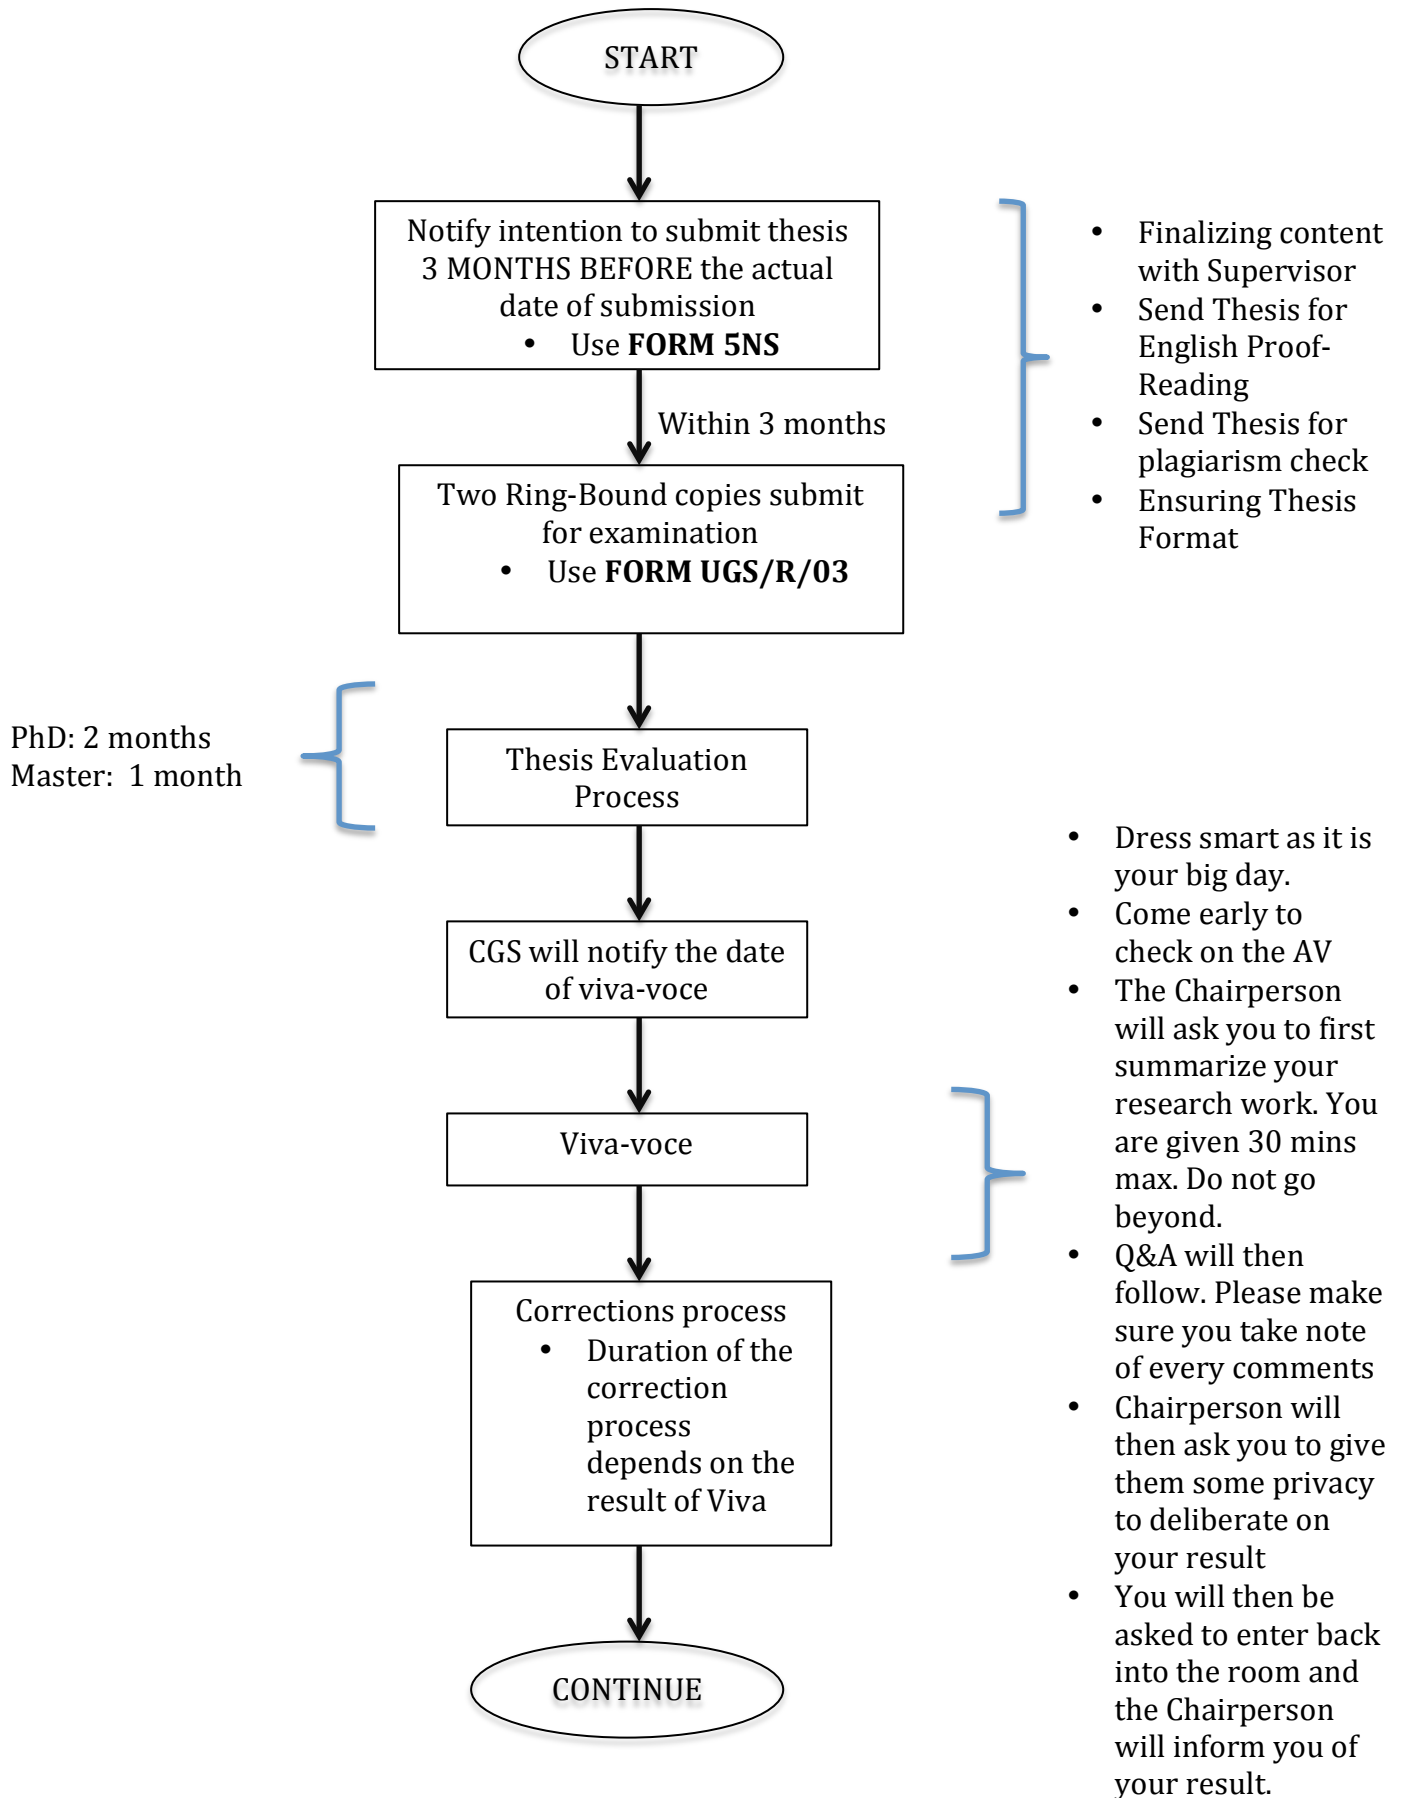 START
Notify intention to submit thesis
3 MONTHS BEFORE the actual
date of submission
• Use FORM 5NS
• Finalizing content
with Supervisor
• Send Thesis for
English Proof-
Reading
• Send Thesis for
plagiarism check
• Ensuring Thesis
Format
Within 3 months
Two Ring-Bound copies submit
for examination
• Use FORM UGS/R/03
PhD: 2 months
Master: 1 month
Thesis Evaluation
Process
CGS will notify the date
of viva-voce
Viva-voce
• Dress smart as it is
your big day.
• Come early to
check on the AV
• The Chairperson
will ask you to first
summarize your
research work. You
are given 30 mins
max. Do not go
beyond.
• Q&A will then
follow. Please make
sure you take note
of every comments
• Chairperson will
then ask you to give
them some privacy
to deliberate on
your result
• You will then be
asked to enter back
into the room and
the Chairperson
will inform you of
your result.
Corrections process
• Duration of the
correction
process
depends on the
result of Viva
CONTINUE